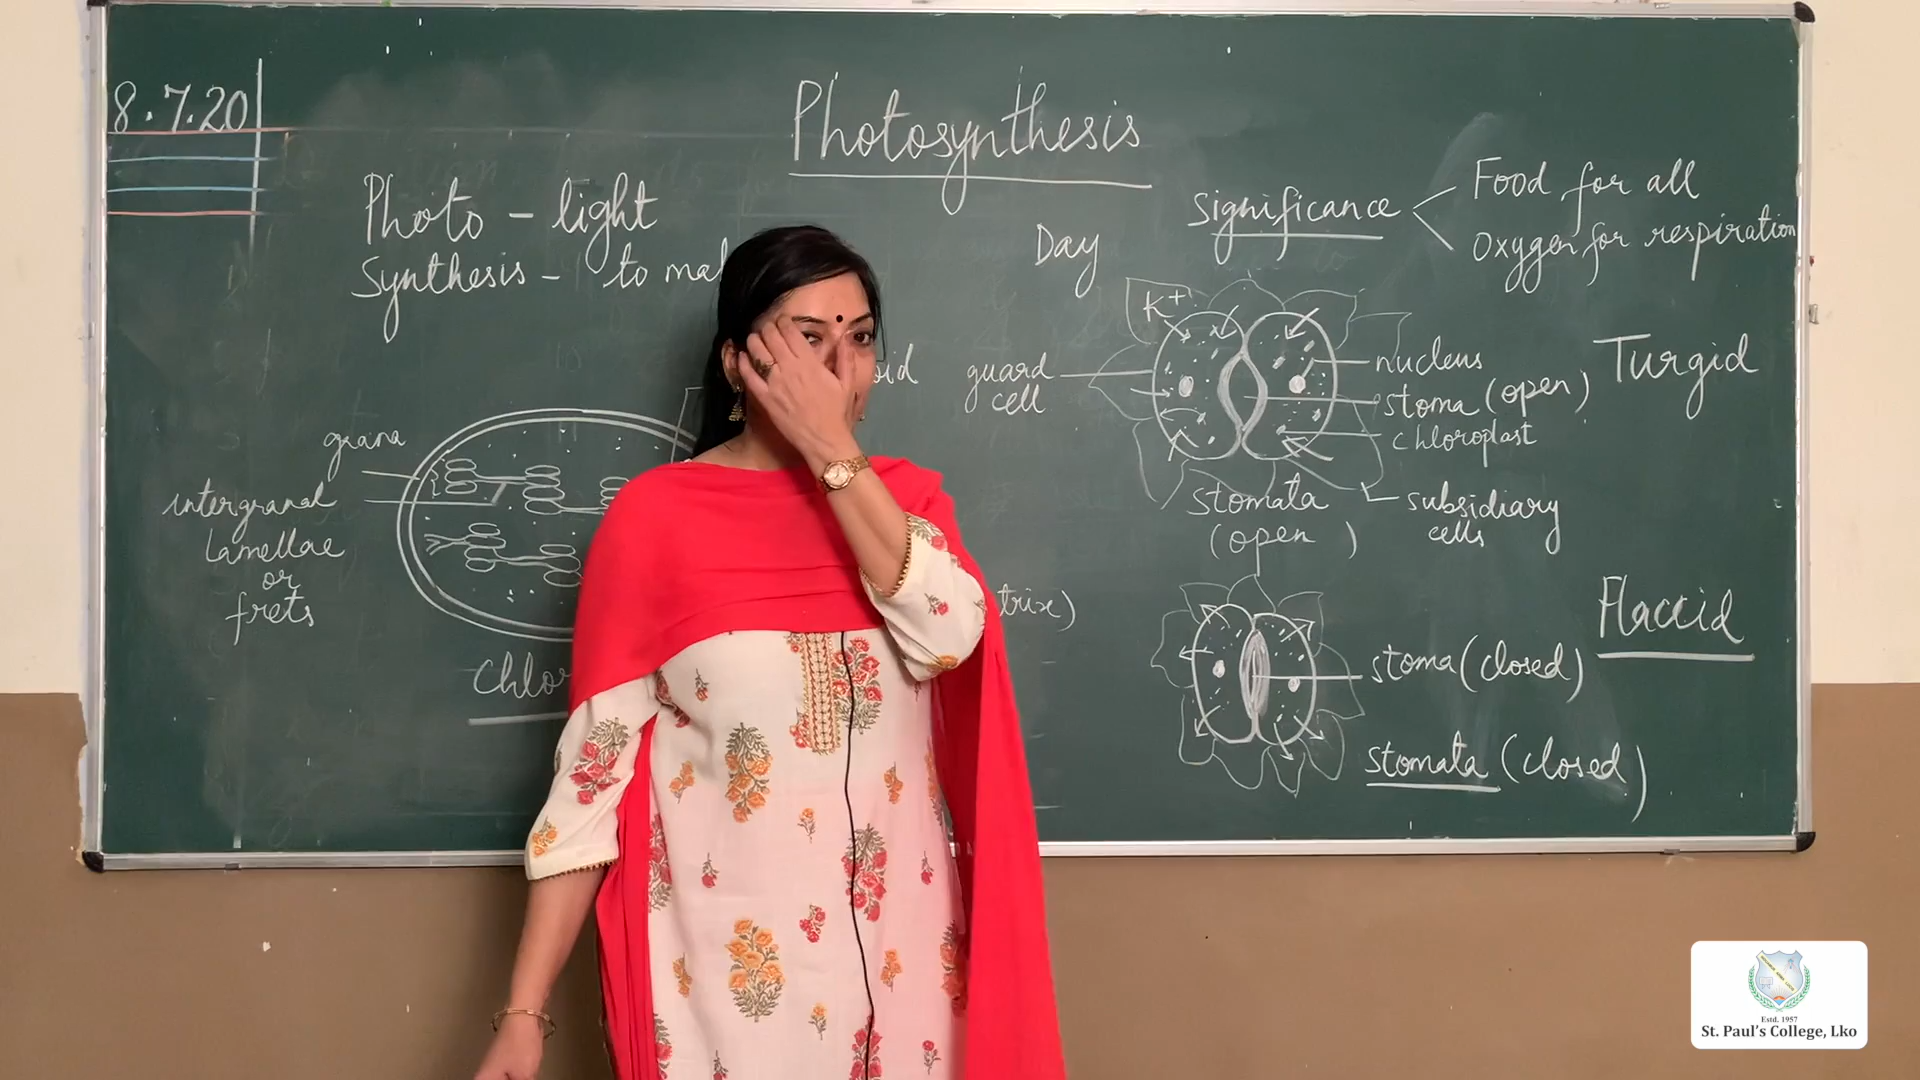 8.7.20
Photosynthesis
Photo - light
Synthesis - to
Significance
Food for all
Oxygen for respiration
Day
K+
guard
cell
nucleus
stoma (open)
chloroplast
Turgid
stomata
(open)
subsidiary
cells
grana
intergranal
lamellae
or
frets
stoma (closed)
Flaccid
stomata (closed)
Estd. 1957
St. Paul's College, Lko